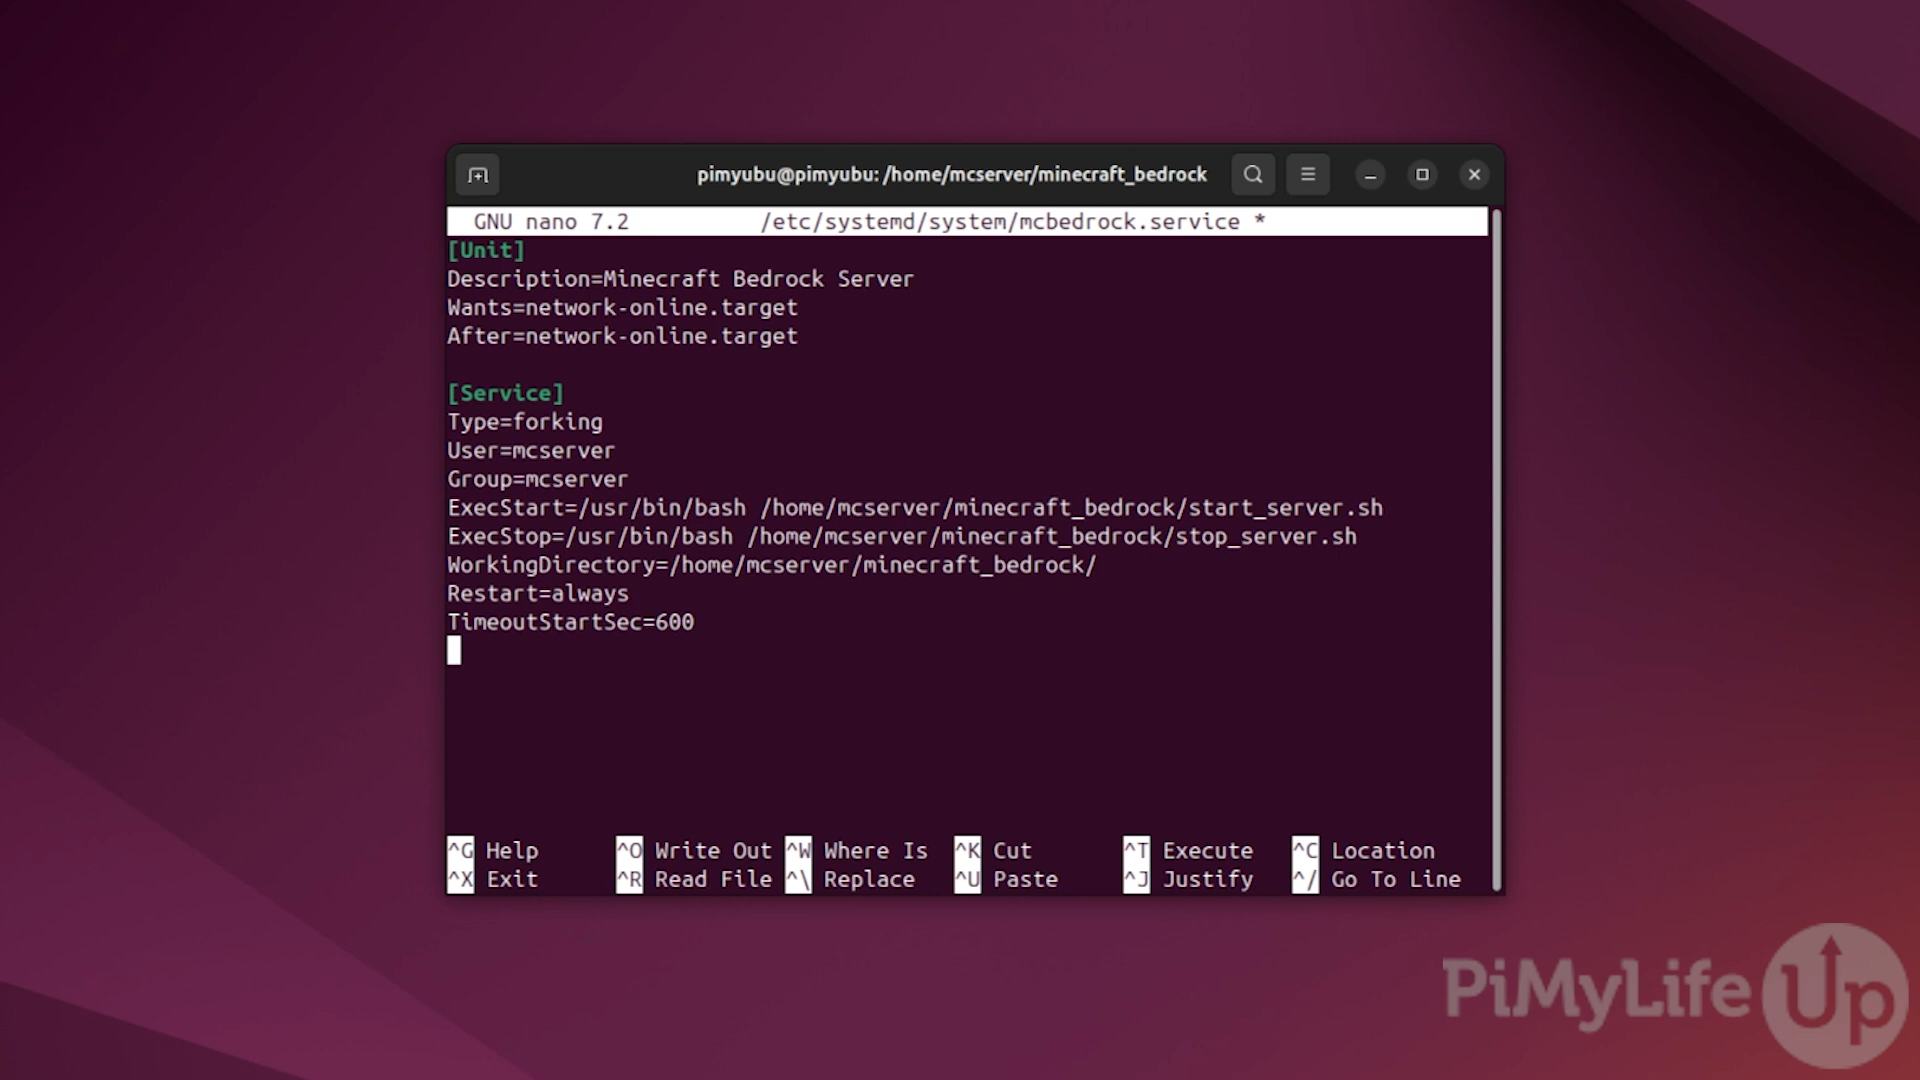 pimyubu@pimyubu: /home/mcserver/minecraft_bedrock
GNU nano 7.2 /etc/systemd/system/mcbedrock.service *
[Unit]
Description=Minecraft Bedrock Server
Wants=network-online.target
After=network-online.target
[Service]
Type=forking
User=mcserver
Group=mcserver
ExecStart=/usr/bin/bash /home/mcserver/minecraft_bedrock/start_server.sh
ExecStop=/usr/bin/bash /home/mcserver/minecraft_bedrock/stop_server.sh
WorkingDirectory=/home/mcserver/minecraft_bedrock/
Restart=always
TimeoutStartSec=600
^G Help ^O Write Out ^W Where Is ^K Cut ^T Execute ^C Location
^X Exit ^R Read File ^\ Replace ^U Paste ^J Justify ^/ Go To Line
PiMyLifeUp